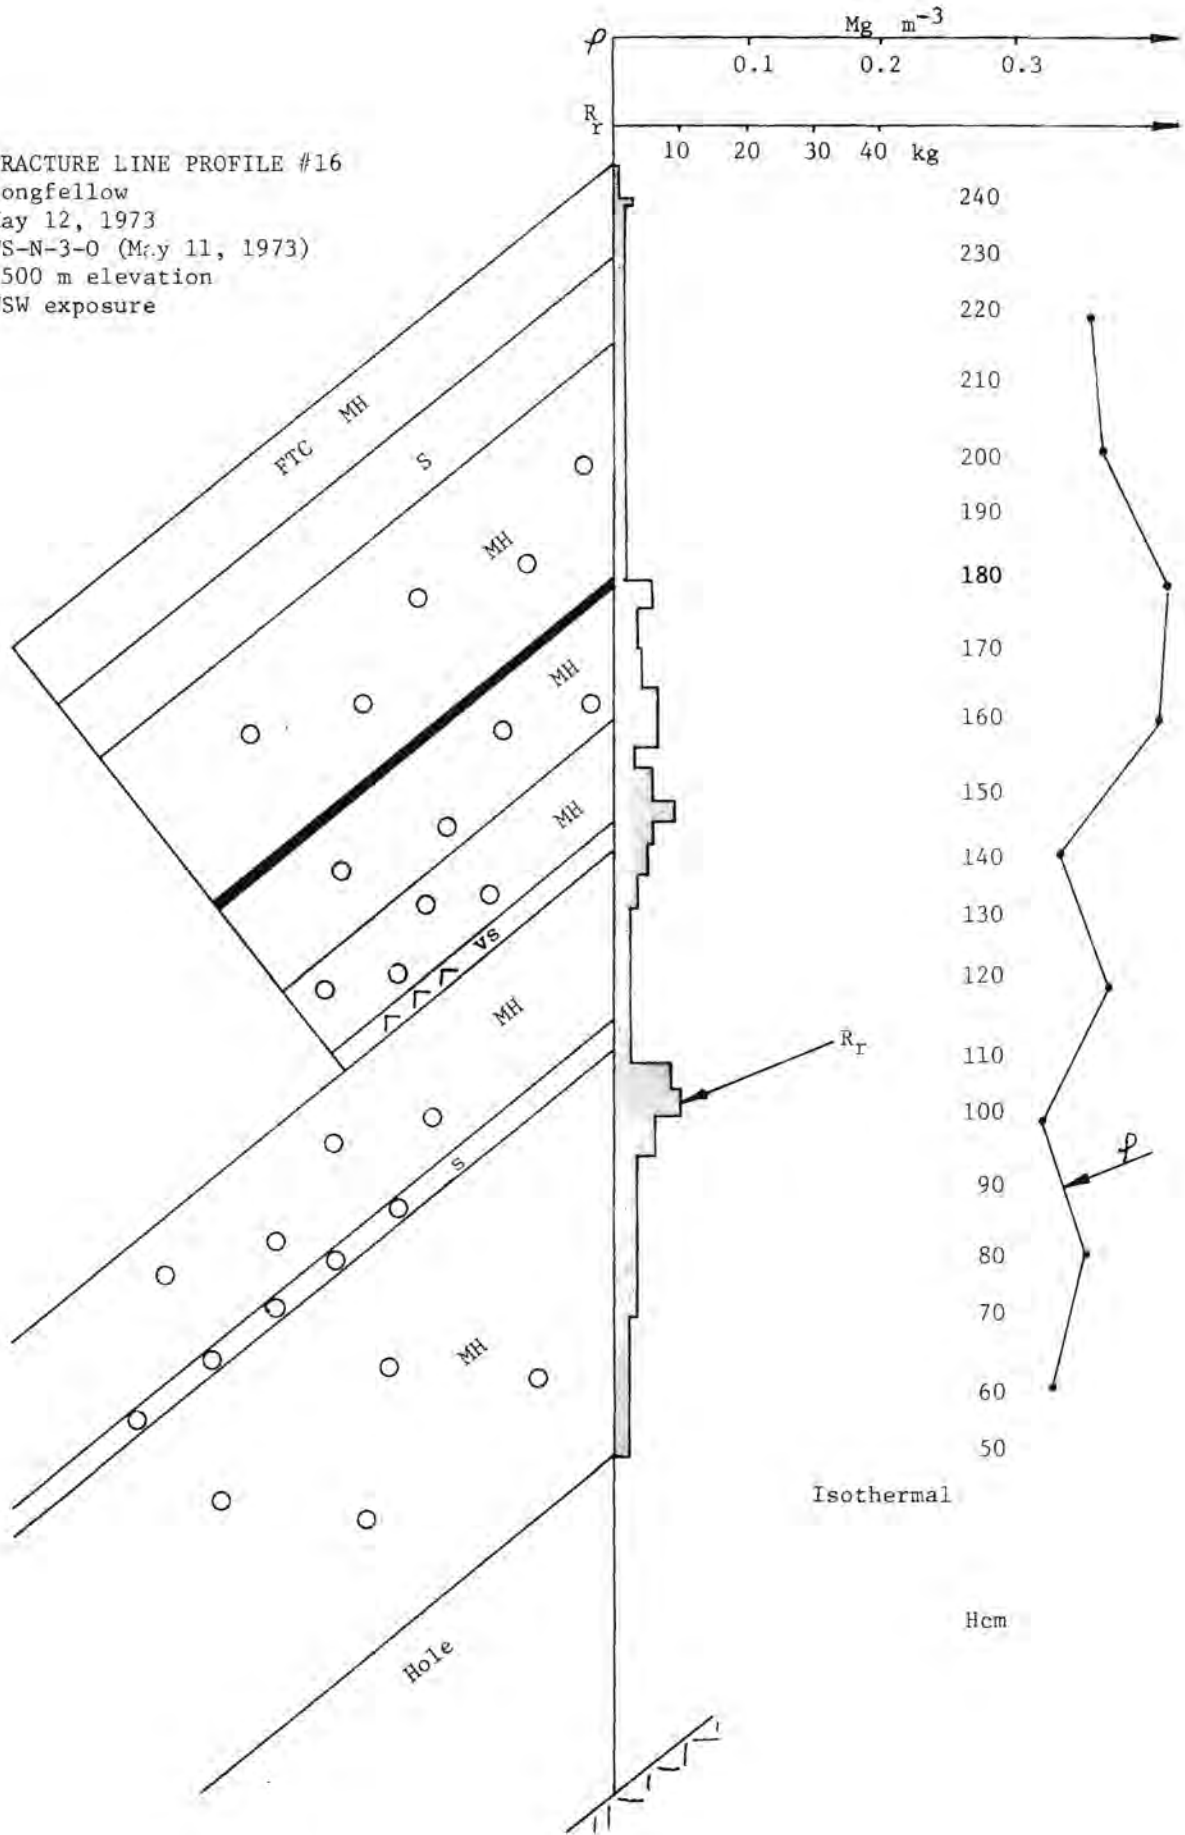 Mg m-3
ρ
0.1 0.2 0.3
Rr
10 20 30 40 kg
RACTURE LINE PROFILE #16
ongfellow
ay 12, 1973
S-N-3-O (May 11, 1973)
500 m elevation
SW exposure
240
230
220
210
200
190
180
170
160
150
140
130
120
110
100
90
80
70
60
50
FTC MH
S
MH
MH
MH
vs
MH
Rr
ρ
s
MH
Isothermal
Hcm
Hole